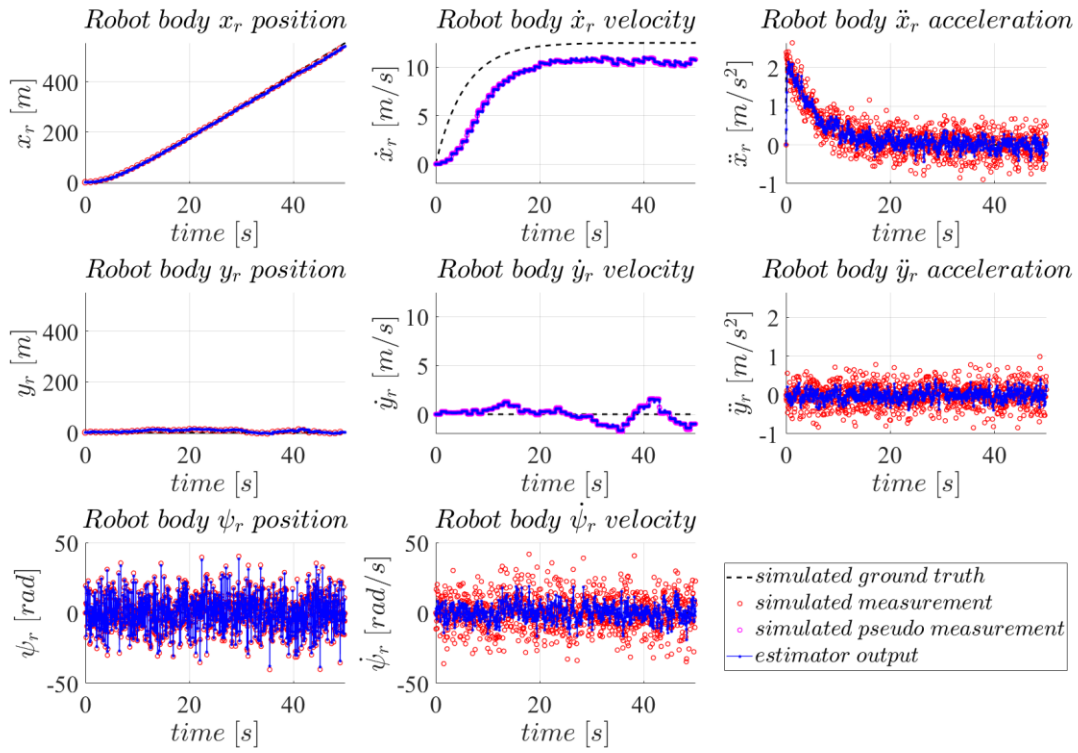 Robot body x_r position
Robot body ẋ_r velocity
Robot body ẍ_r acceleration
x_r [m]
400
200
0
0 20 40
time [s]
ẋ_r [m/s]
10
5
0
0 20 40
time [s]
ẍ_r [m/s²]
2
1
0
-1
0 20 40
time [s]
Robot body y_r position
Robot body ẏ_r velocity
Robot body ÿ_r acceleration
y_r [m]
400
200
0
0 20 40
time [s]
ẏ_r [m/s]
10
5
0
0 20 40
time [s]
ÿ_r [m/s²]
2
1
0
-1
0 20 40
time [s]
Robot body ψ_r position
Robot body ψ̇_r velocity
ψ_r [rad]
50
0
-50
0 20 40
time [s]
ψ̇_r [rad/s]
50
0
-50
0 20 40
time [s]
simulated ground truth
simulated measurement
simulated pseudo measurement
estimator output